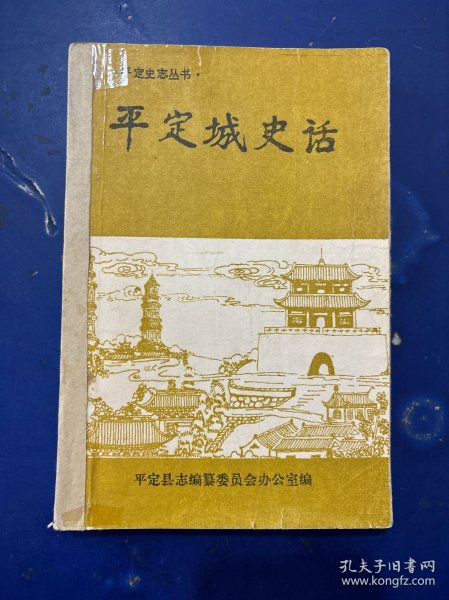 平定史志丛书·
平定城史话
平定县志编纂委员会办公室编
孔夫子旧书网
www.kongfz.com